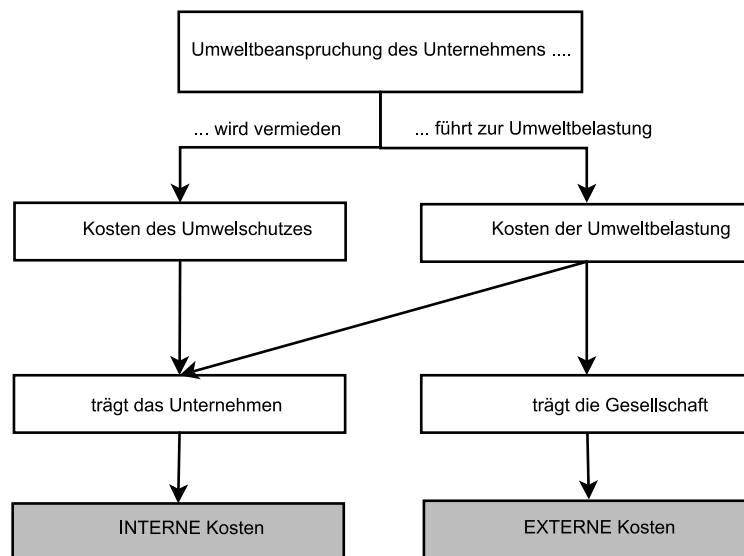 Umweltbeanspruchung des Unternehmens ....
... wird vermieden
... führt zur Umweltbelastung
Kosten des Umwelschutzes
Kosten der Umweltbelastung
trägt das Unternehmen
trägt die Gesellschaft
INTERNE Kosten
EXTERNE Kosten